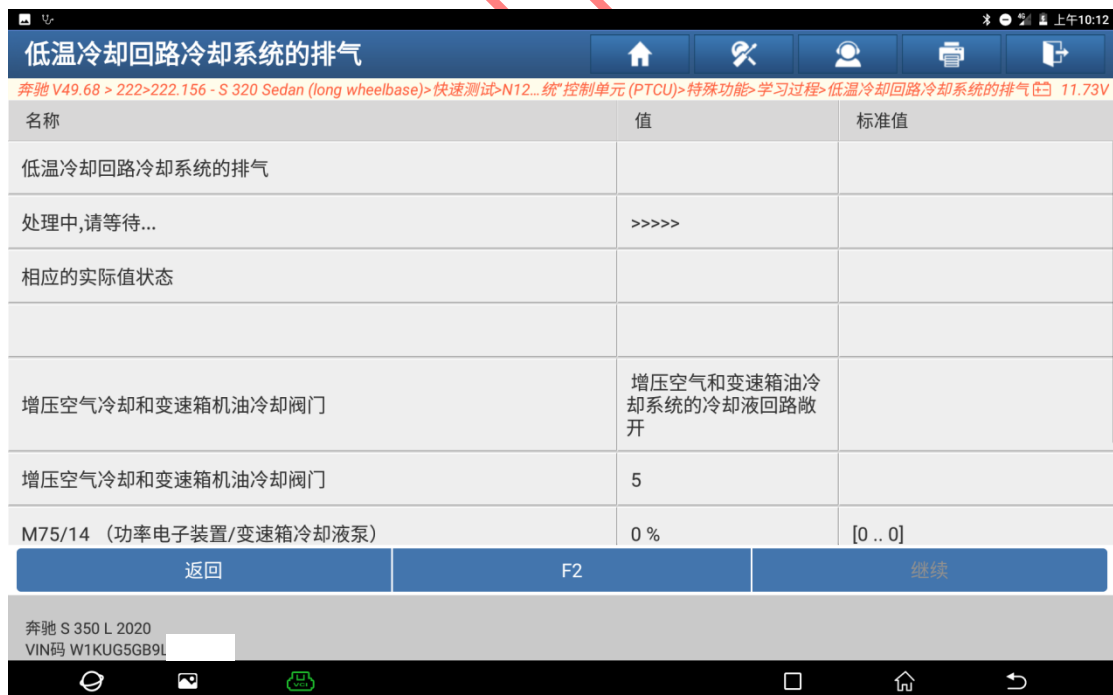 上午10:12
低温冷却回路冷却系统的排气
奔驰 V49.68 > 222>222.156 - S 320 Sedan (long wheelbase)>快速测试>N12...统"控制单元 (PTCU)>特殊功能>学习过程>低温冷却回路冷却系统的排气 11.73V
名称 值 标准值
低温冷却回路冷却系统的排气
处理中,请等待... >>>>>
相应的实际值状态
增压空气冷却和变速箱机油冷却阀门 增压空气和变速箱油冷
却系统的冷却液回路敞
开
增压空气冷却和变速箱机油冷却阀门 5
M75/14 （功率电子装置/变速箱冷却液泵） 0 % [0 .. 0]
返回 F2 继续
奔驰 S 350 L 2020
VIN码 W1KUG5GB9L
VCI